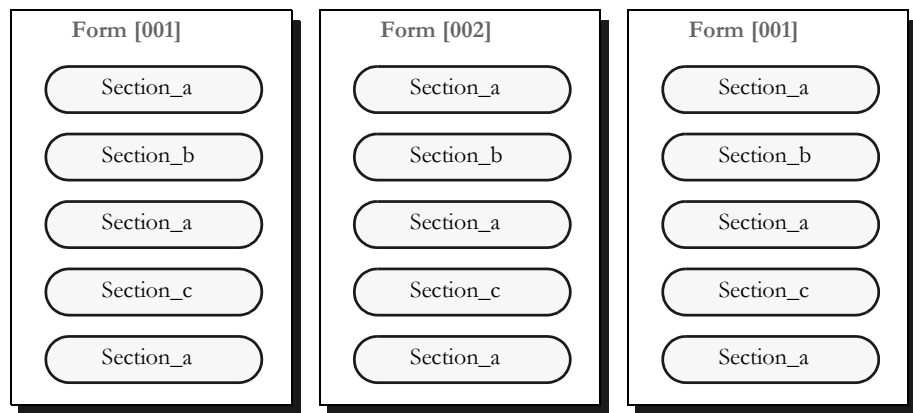 Form [001]
Section_a
Section_b
Section_a
Section_c
Section_a
Form [002]
Section_a
Section_b
Section_a
Section_c
Section_a
Form [001]
Section_a
Section_b
Section_a
Section_c
Section_a